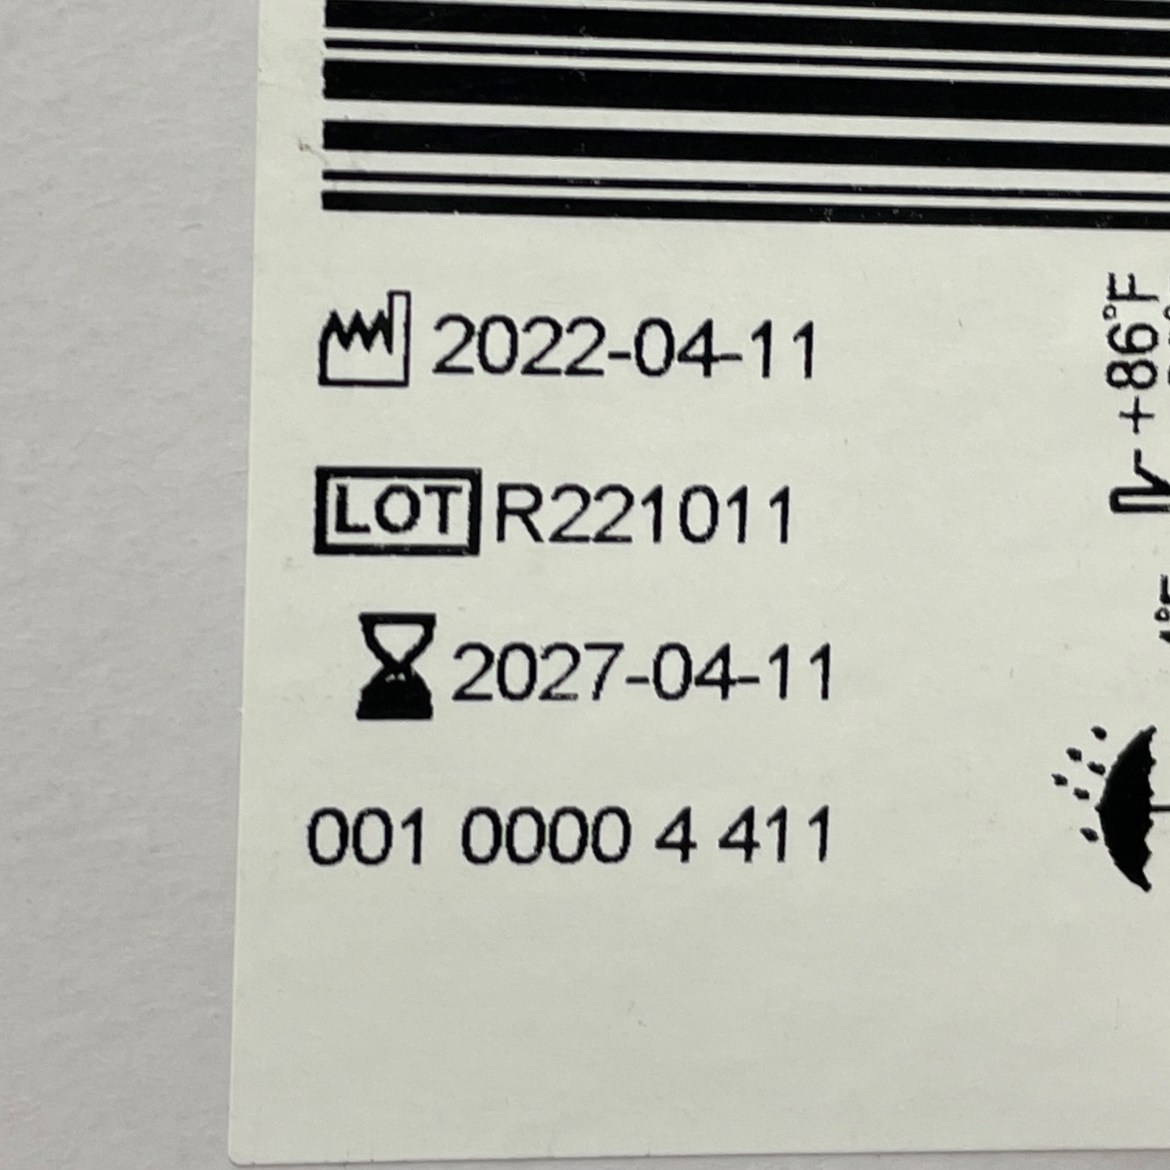 2022-04-11
LOT R221011
2027-04-11
001 0000 4 411
+86°F